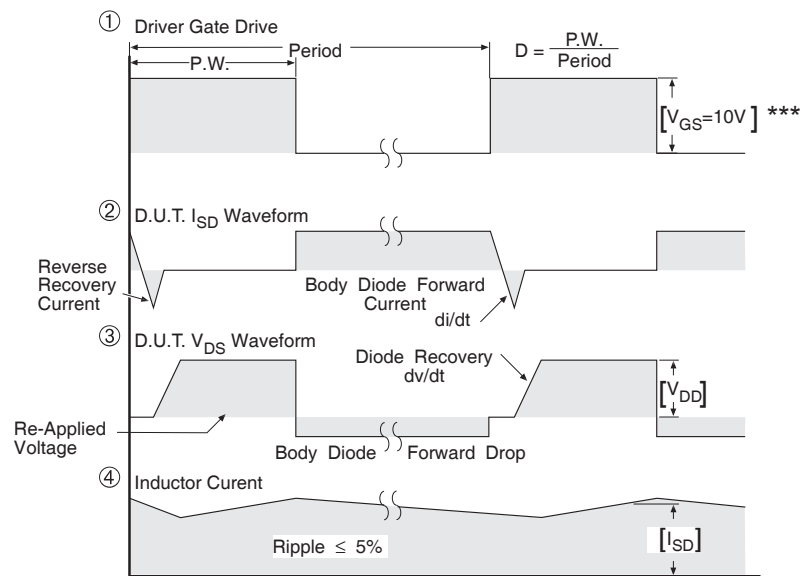 ① Driver Gate Drive
P.W.
Period
D = P.W.
Period
[VGS=10V] ***
② D.U.T. ISD Waveform
Reverse
Recovery
Current
Body Diode Forward
Current
di/dt
③ D.U.T. VDS Waveform
Diode Recovery
dv/dt
[VDD]
Re-Applied
Voltage
Body Diode Forward Drop
④ Inductor Curent
Ripple ≤ 5%
[ISD]